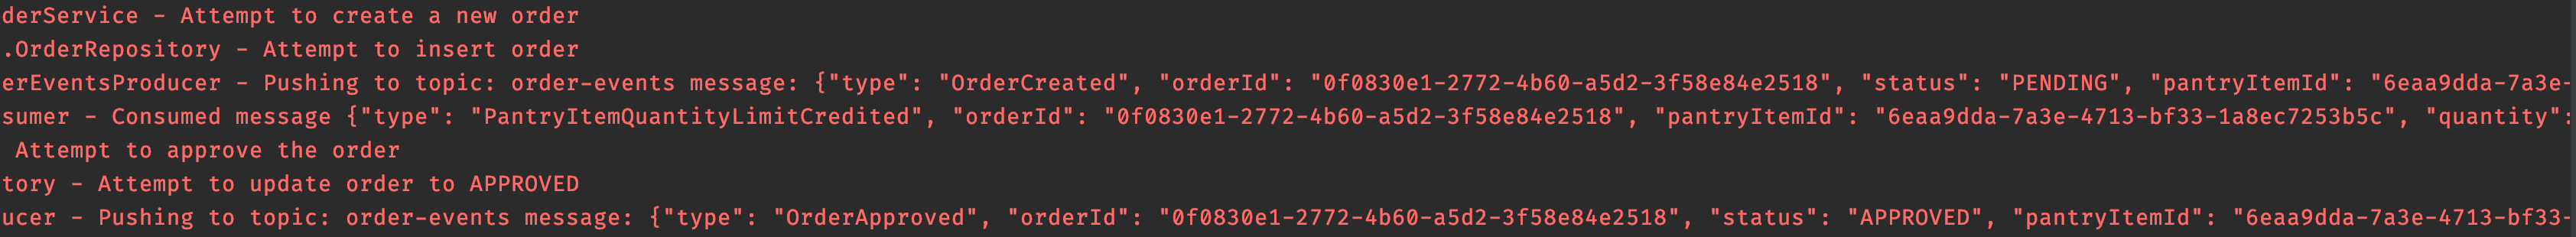 derService - Attempt to create a new order
.OrderRepository - Attempt to insert order
erEventsProducer - Pushing to topic: order-events message: {"type": "OrderCreated", "orderId": "0f0830e1-2772-4b60-a5d2-3f58e84e2518", "status": "PENDING", "pantryItemId": "6eaa9dda-7a3e-
sumer - Consumed message {"type": "PantryItemQuantityLimitCredited", "orderId": "0f0830e1-2772-4b60-a5d2-3f58e84e2518", "pantryItemId": "6eaa9dda-7a3e-4713-bf33-1a8ec7253b5c", "quantity":
Attempt to approve the order
tory - Attempt to update order to APPROVED
ucer - Pushing to topic: order-events message: {"type": "OrderApproved", "orderId": "0f0830e1-2772-4b60-a5d2-3f58e84e2518", "status": "APPROVED", "pantryItemId": "6eaa9dda-7a3e-4713-bf33-